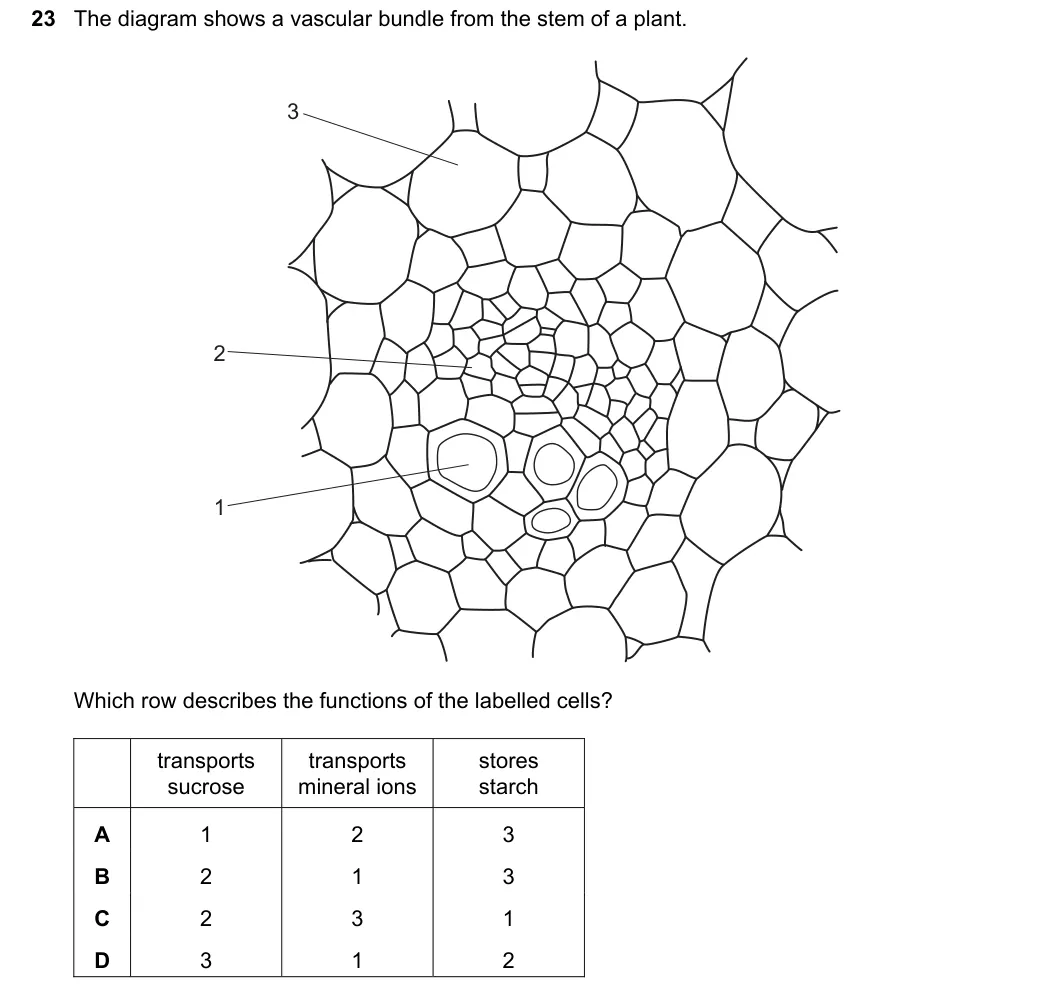 23 The diagram shows a vascular bundle from the stem of a plant.
3
2
1
Which row describes the functions of the labelled cells?
transports sucrose transports mineral ions stores starch
A 1 2 3
B 2 1 3
C 2 3 1
D 3 1 2